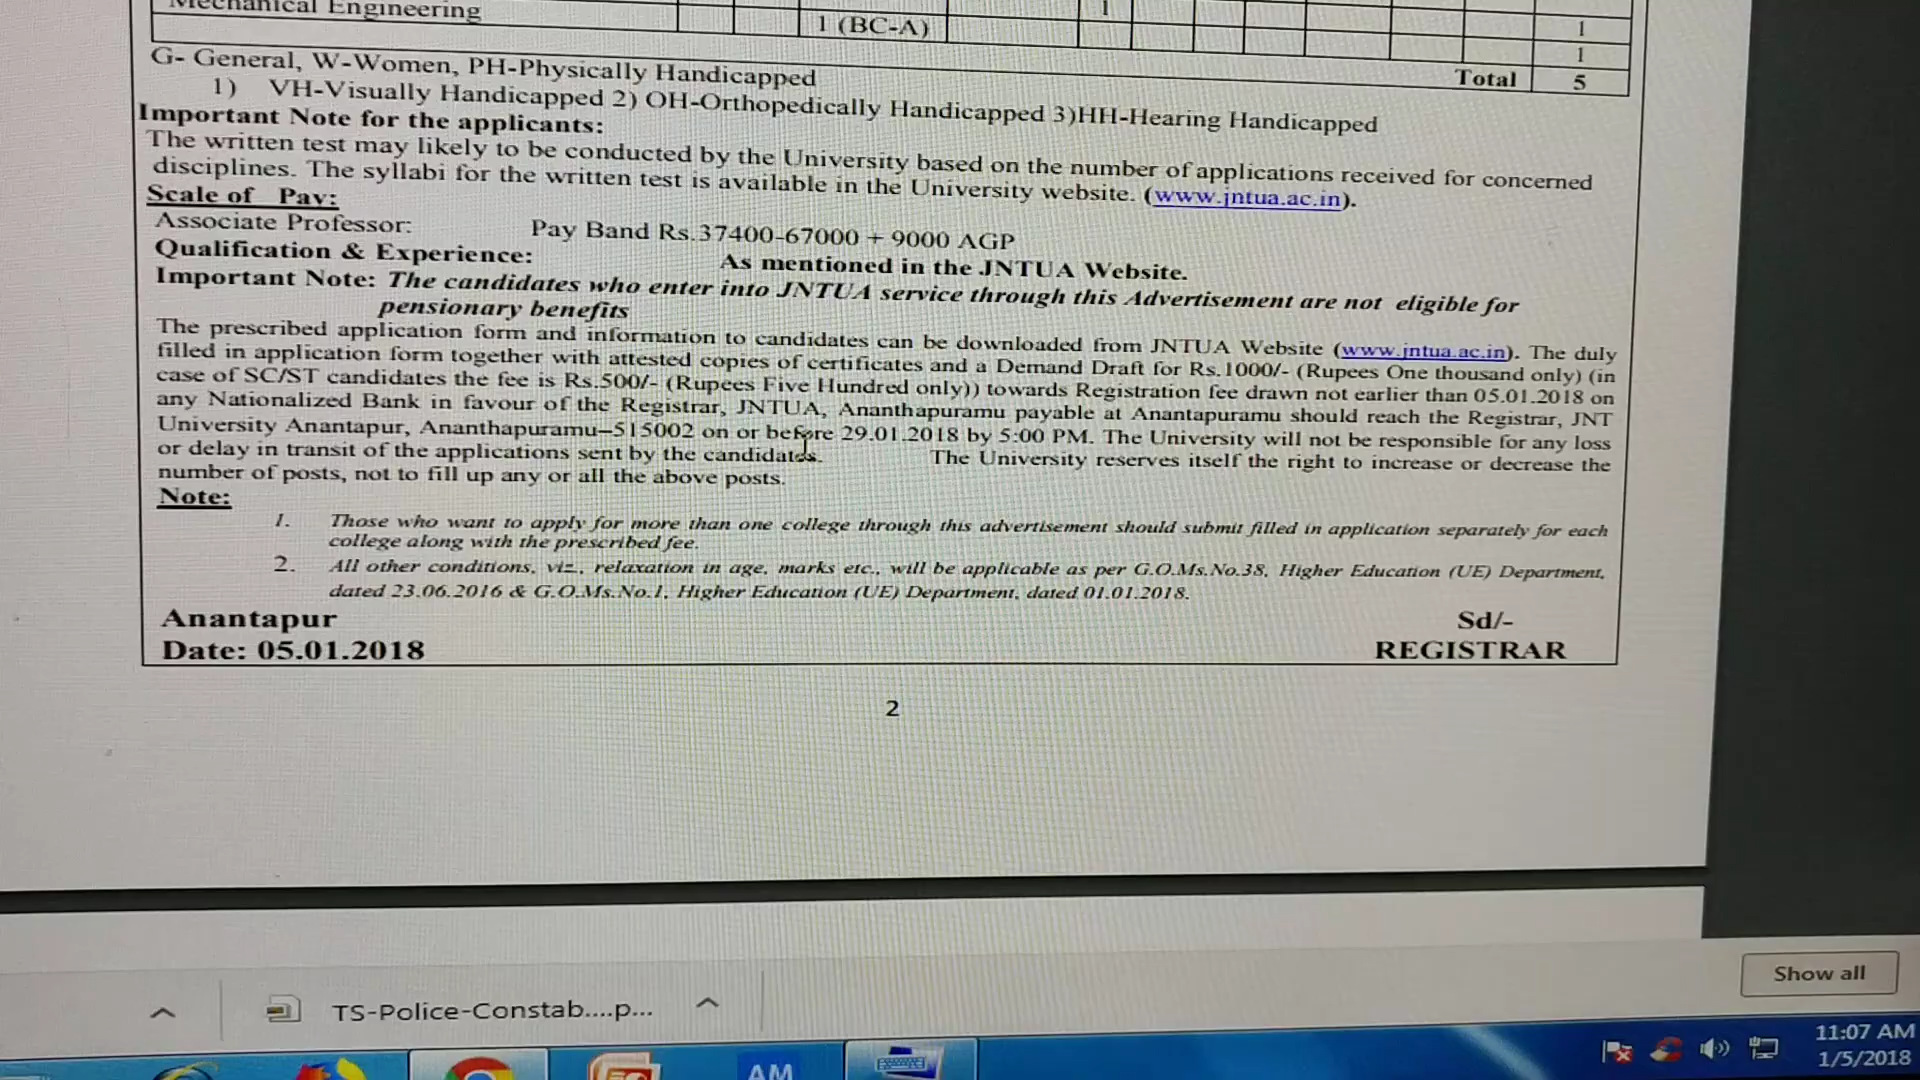 Mechanical Engineering
1
1 (BC-A)
1
1
G- General, W-Women, PH-Physically Handicapped
Total 5
1) VH-Visually Handicapped 2) OH-Orthopedically Handicapped 3)HH-Hearing Handicapped
Important Note for the applicants:
The written test may likely to be conducted by the University based on the number of applications received for concerned
disciplines. The syllabi for the written test is available in the University website. (www.jntua.ac.in).
Scale of Pay:
Associate Professor: Pay Band Rs.37400-67000 + 9000 AGP
Qualification & Experience: As mentioned in the JNTUA Website.
Important Note: The candidates who enter into JNTUA service through this Advertisement are not eligible for
pensionary benefits
The prescribed application form and information to candidates can be downloaded from JNTUA Website (www.jntua.ac.in). The duly
filled in application form together with attested copies of certificates and a Demand Draft for Rs.1000/- (Rupees One thousand only) (in
case of SC/ST candidates the fee is Rs.500/- (Rupees Five Hundred only)) towards Registration fee drawn not earlier than 05.01.2018 on
any Nationalized Bank in favour of the Registrar, JNTUA, Ananthapuramu payable at Anantapuramu should reach the Registrar, JNT
University Anantapur, Ananthapuramu–515002 on or before 29.01.2018 by 5:00 PM. The University will not be responsible for any loss
or delay in transit of the applications sent by the candidates. The University reserves itself the right to increase or decrease the
number of posts, not to fill up any or all the above posts.
Note:
1. Those who want to apply for more than one college through this advertisement should submit filled in application separately for each
college along with the prescribed fee.
2. All other conditions, viz., relaxation in age, marks etc., will be applicable as per G.O.Ms.No.38, Higher Education (UE) Department,
dated 23.06.2016 & G.O.Ms.No.1, Higher Education (UE) Department, dated 01.01.2018.
Anantapur
Sd/-
Date: 05.01.2018
REGISTRAR
2
Show all
TS-Police-Constab....p...
11:07 AM
1/5/2018
AM